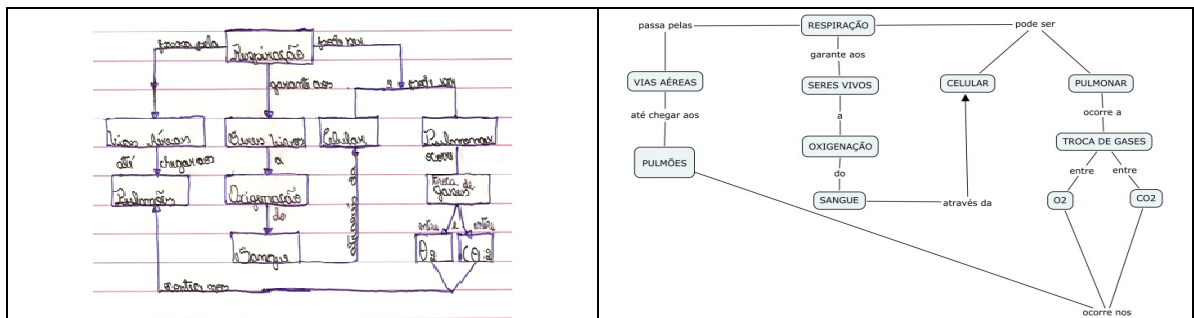 passa pela
Respiração
pode ser
garante aos
e pode ser
Vias Aéreas
Seres Vivos
Celular
Pulmonar
até chegar aos
a
ocorre
Pulmões
Oxigenação
Troca de
gases
através da
do
entre e entre
Sangue
O2
CO2
passa pelas
RESPIRAÇÃO
pode ser
garante aos
VIAS AÉREAS
SERES VIVOS
CELULAR
PULMONAR
até chegar aos
a
ocorre a
PULMÕES
OXIGENAÇÃO
TROCA DE GASES
do
entre
entre
SANGUE
através da
O2
CO2
ocorre nos